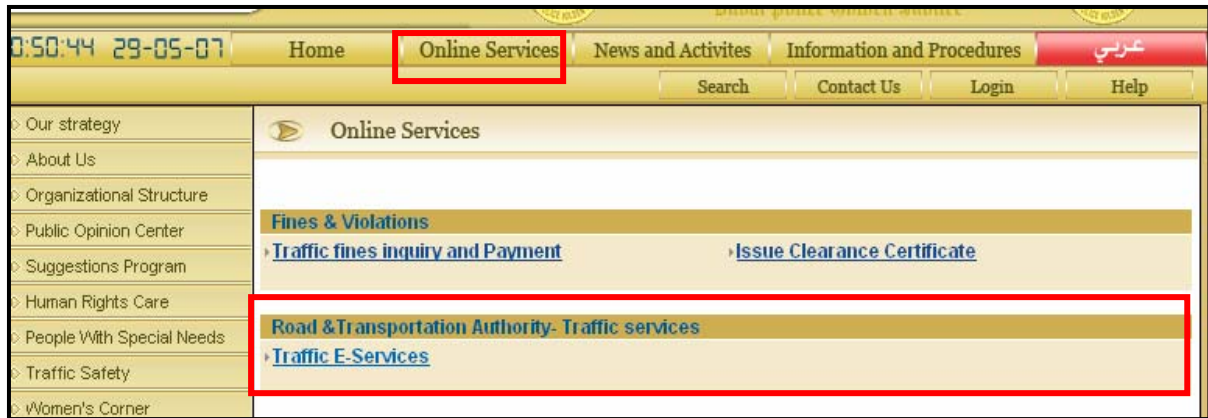 0:50:44 29-05-07
Home Online Services News and Activites Information and Procedures عربي
Search Contact Us Login Help
Our strategy
About Us
Organizational Structure
Public Opinion Center
Suggestions Program
Human Rights Care
People With Special Needs
Traffic Safety
Women's Corner
Online Services
Fines & Violations
Traffic fines inquiry and Payment Issue Clearance Certificate
Road &Transportation Authority- Traffic services
Traffic E-Services